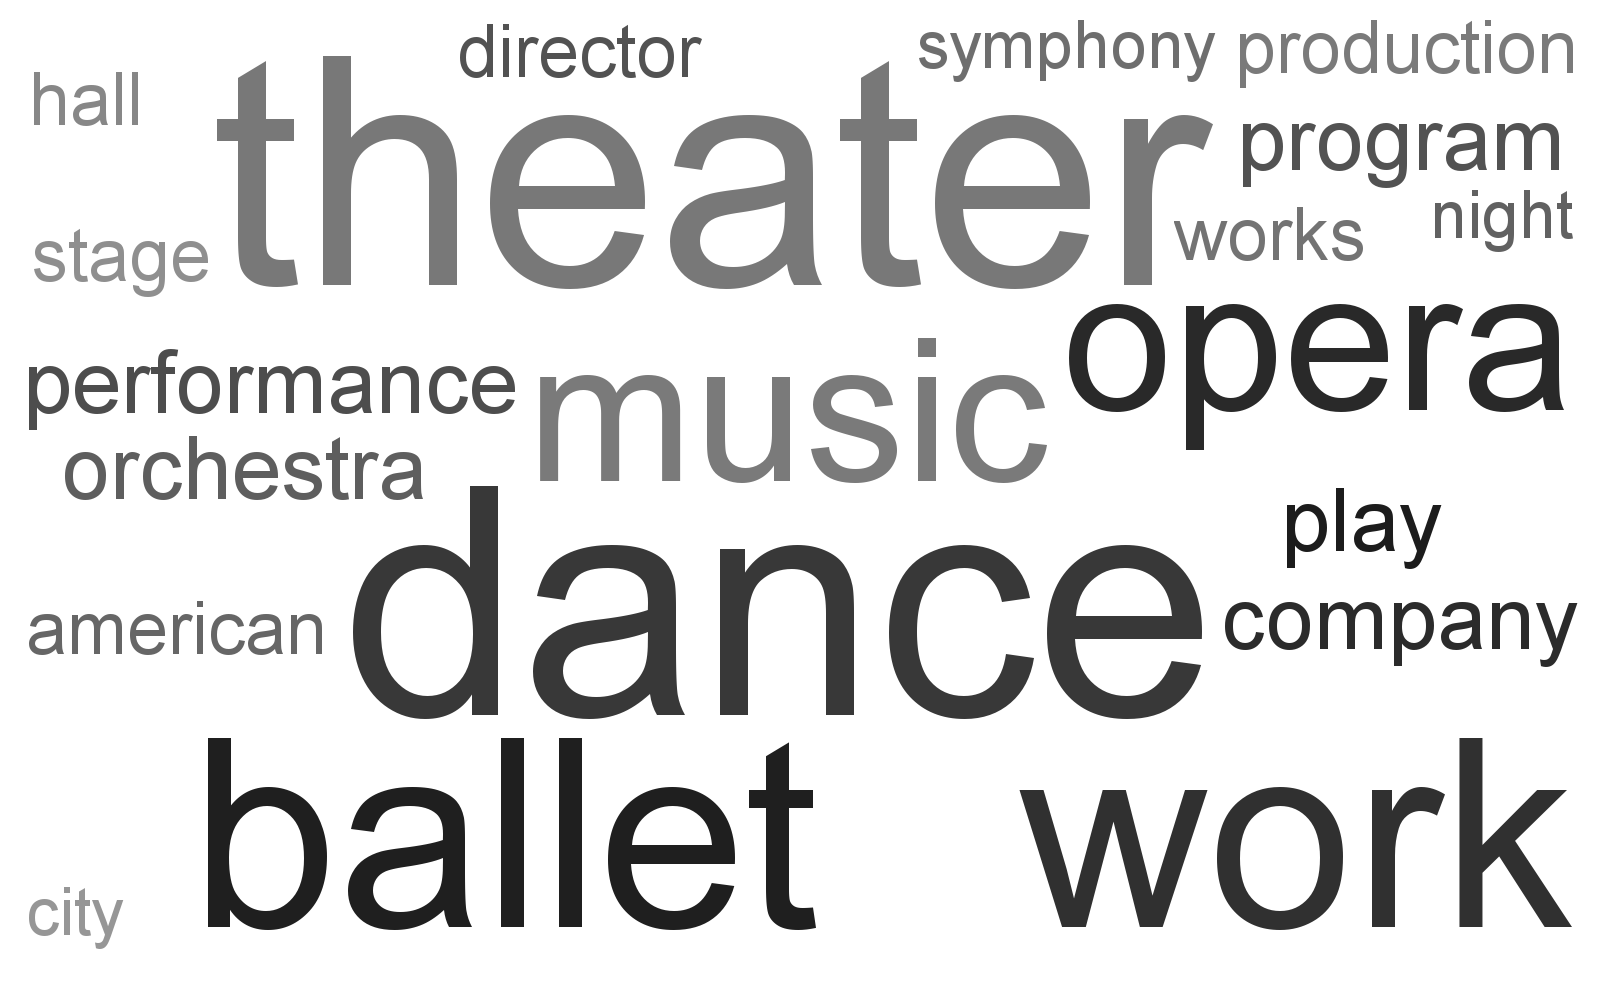 director symphony production
hall theater program
stage works night
performance music opera
orchestra
dance play
american company
ballet work
city